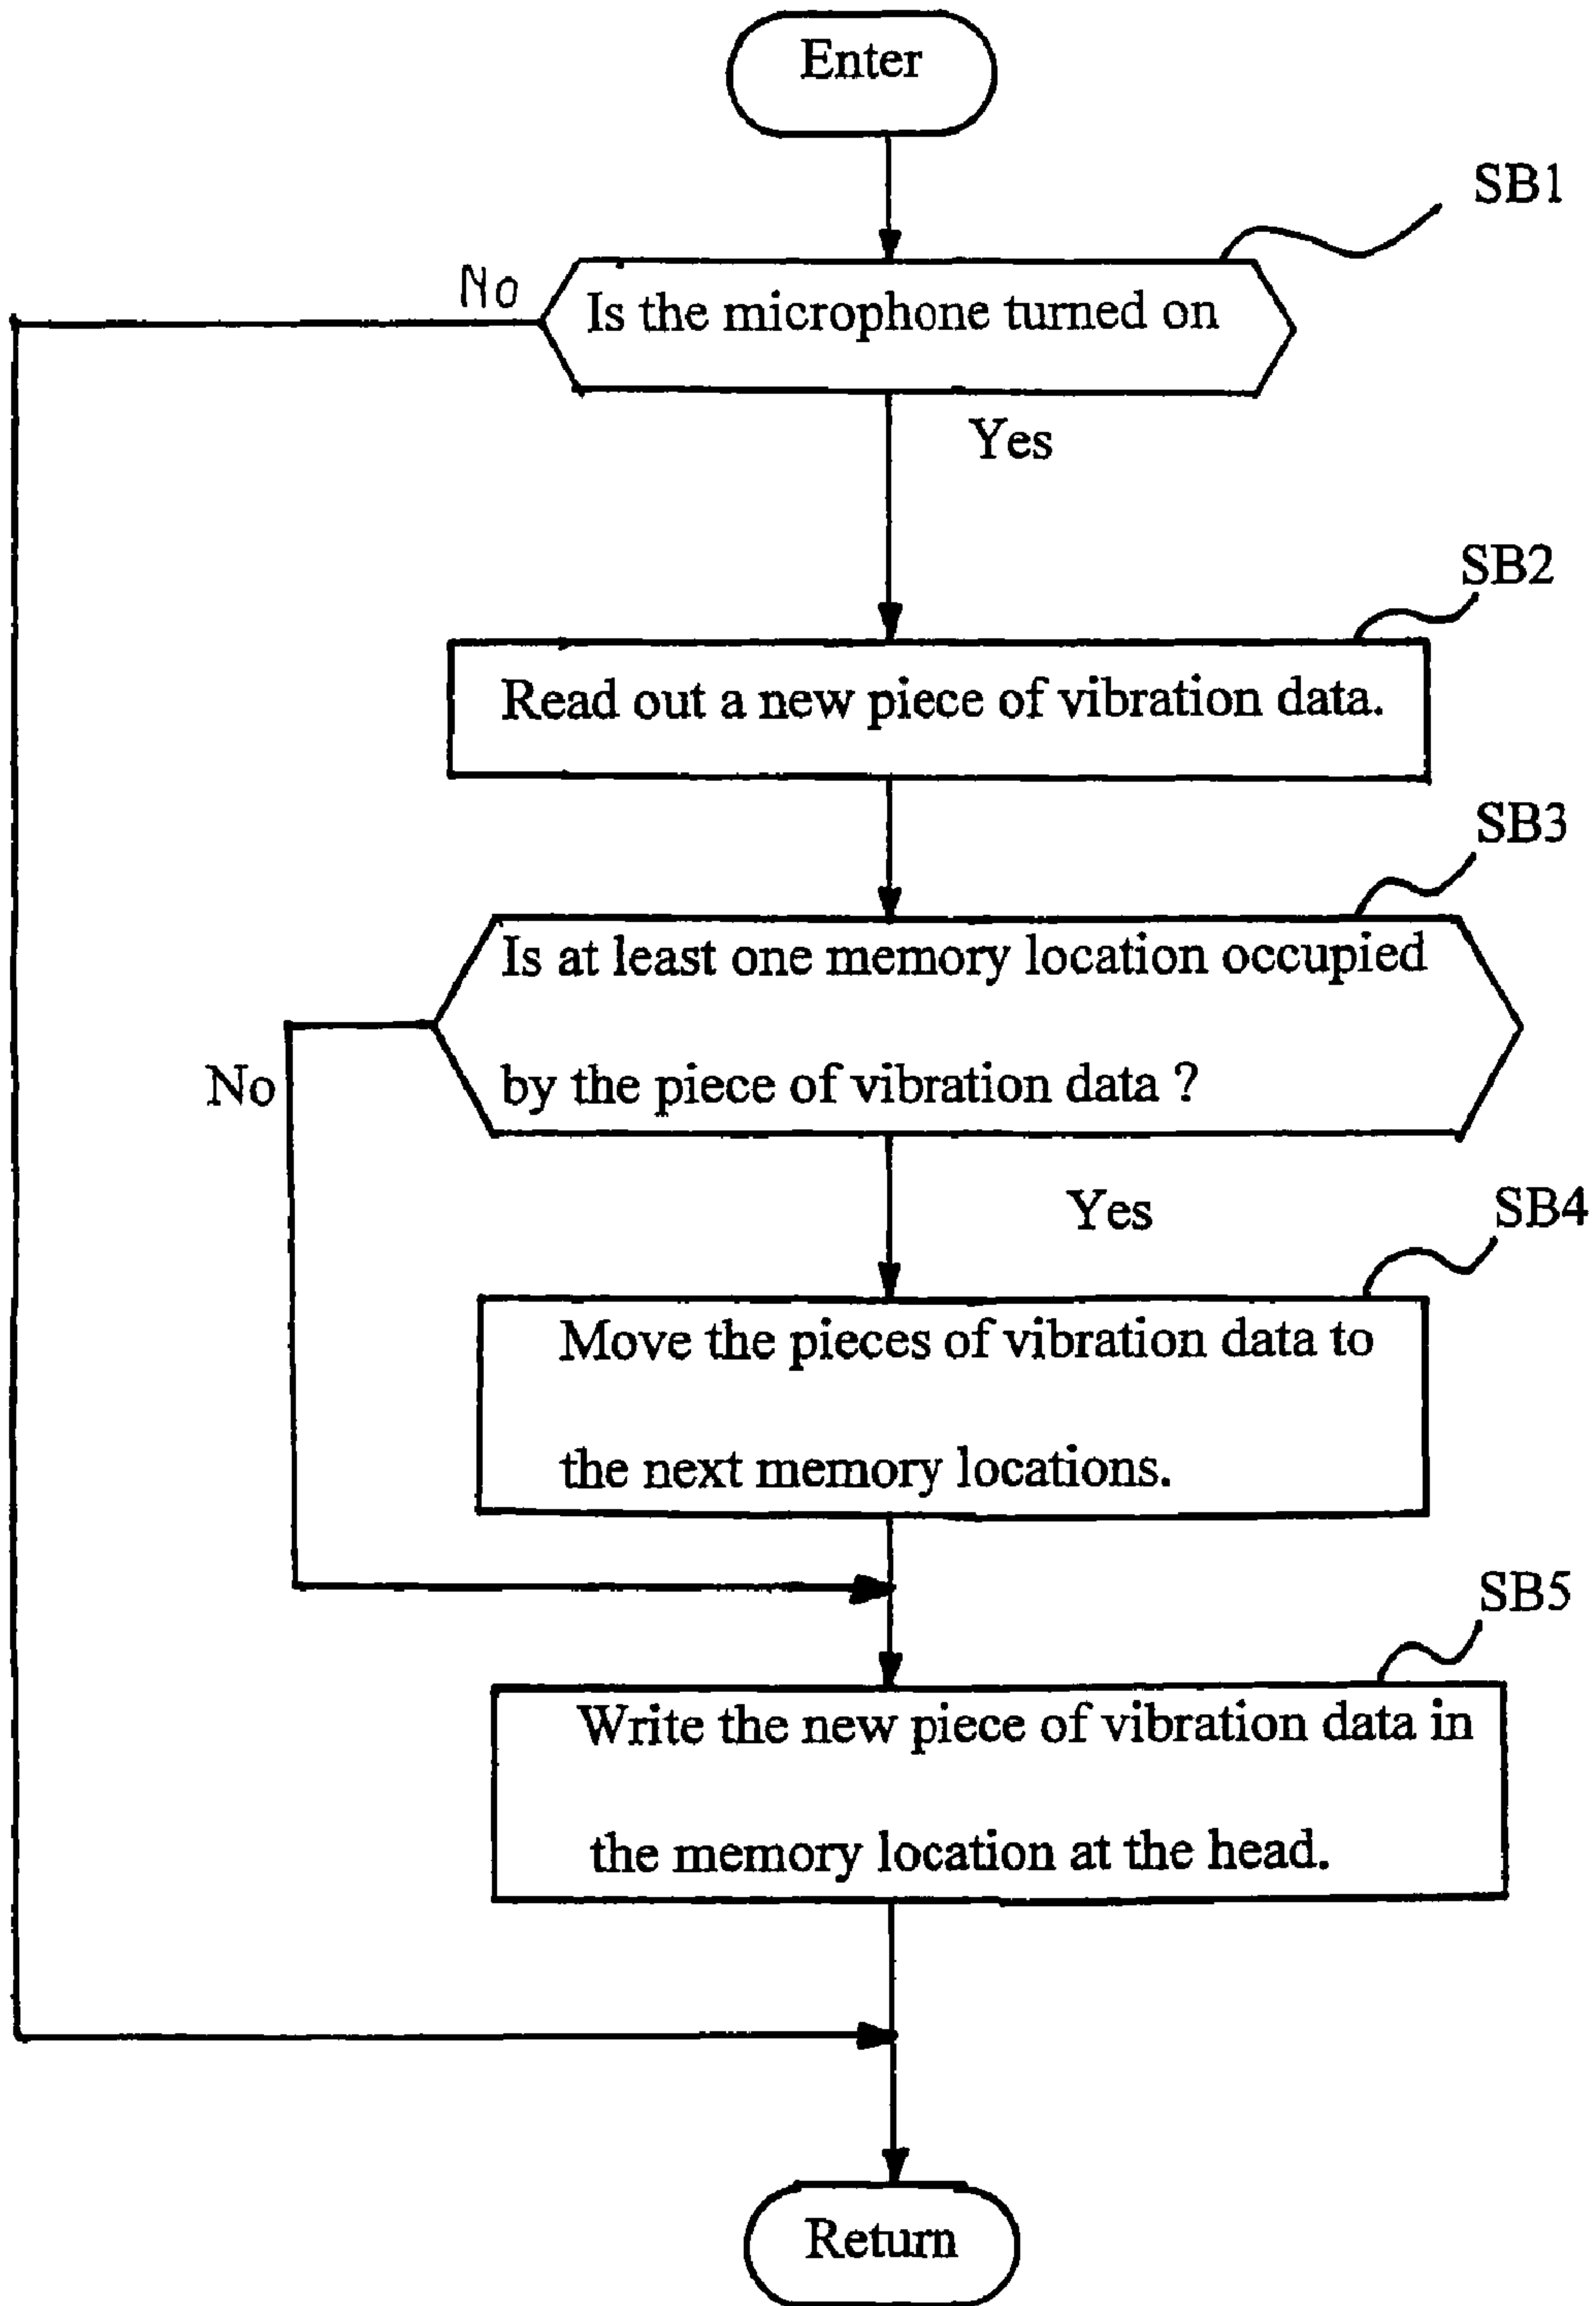 Enter
SB1
No
Is the microphone turned on
Yes
SB2
Read out a new piece of vibration data.
SB3
Is at least one memory location occupied
by the piece of vibration data ?
No
Yes
SB4
Move the pieces of vibration data to
the next memory locations.
SB5
Write the new piece of vibration data in
the memory location at the head.
Return